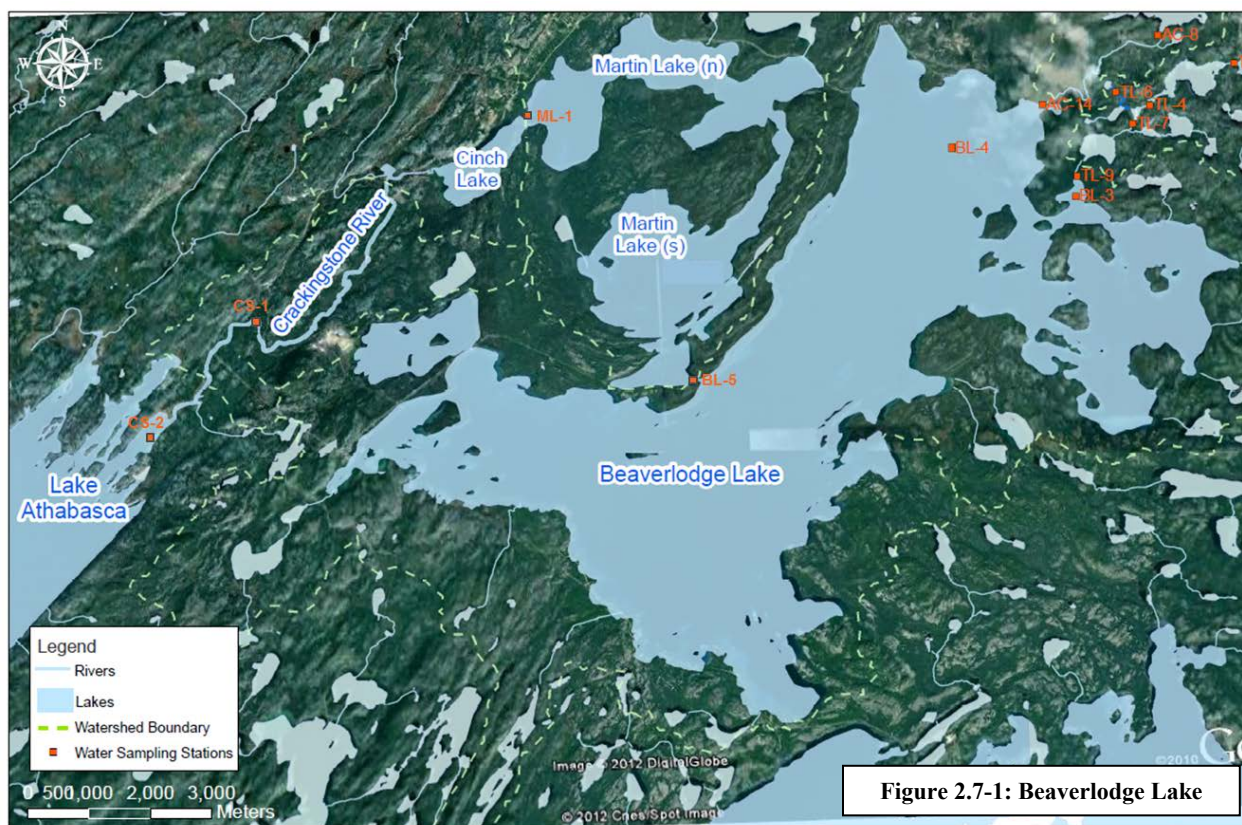 N
W E
S
AC-8
Martin Lake (n)
TL-6
AC-14
TL-4
ML-1
TL-7
BL-4
Cinch
Lake
TL-9
BL-3
Martin
Lake (s)
Crackingstone River
CS-1
BL-5
CS-2
Beaverlodge Lake
Lake
Athabasca
Legend
Rivers
Lakes
Watershed Boundary
Water Sampling Stations
Image © 2012 DigitalGlobe
©2010
0 500 1,000 2,000 3,000
Meters
© 2012 Cnes/Spot Image
Figure 2.7-1: Beaverlodge Lake